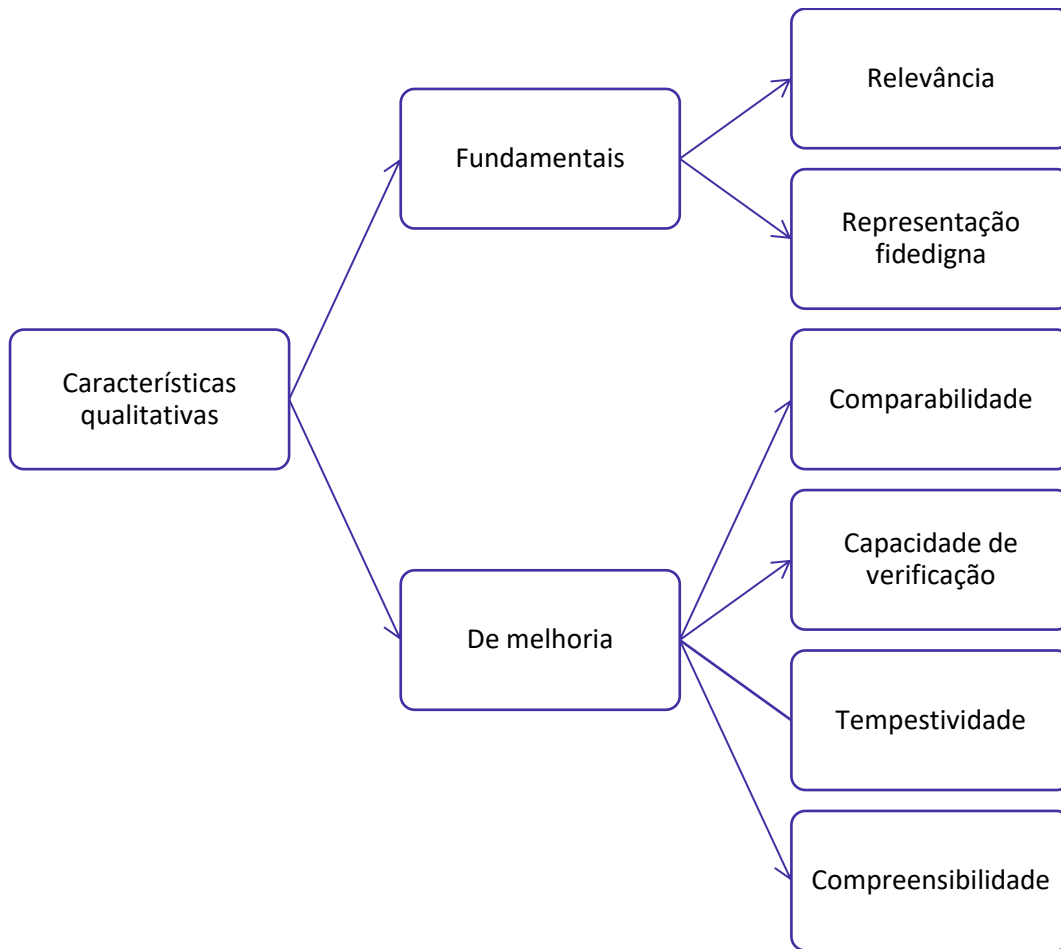 Características
qualitativas
Fundamentais
Relevância
Representação
fidedigna
De melhoria
Comparabilidade
Capacidade de
verificação
Tempestividade
Compreensibilidade